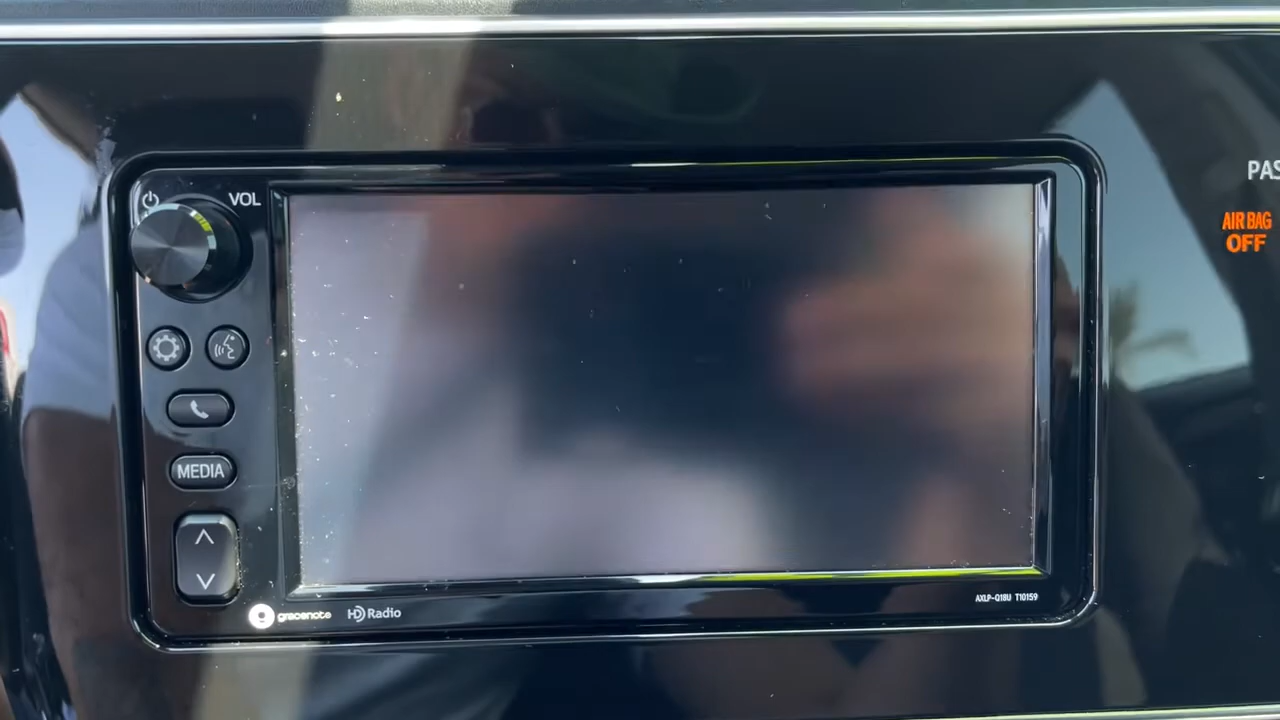 VOL
PAS
AIR BAG
OFF
MEDIA
gracenote
HD Radio
AXLP-Q18U T10159